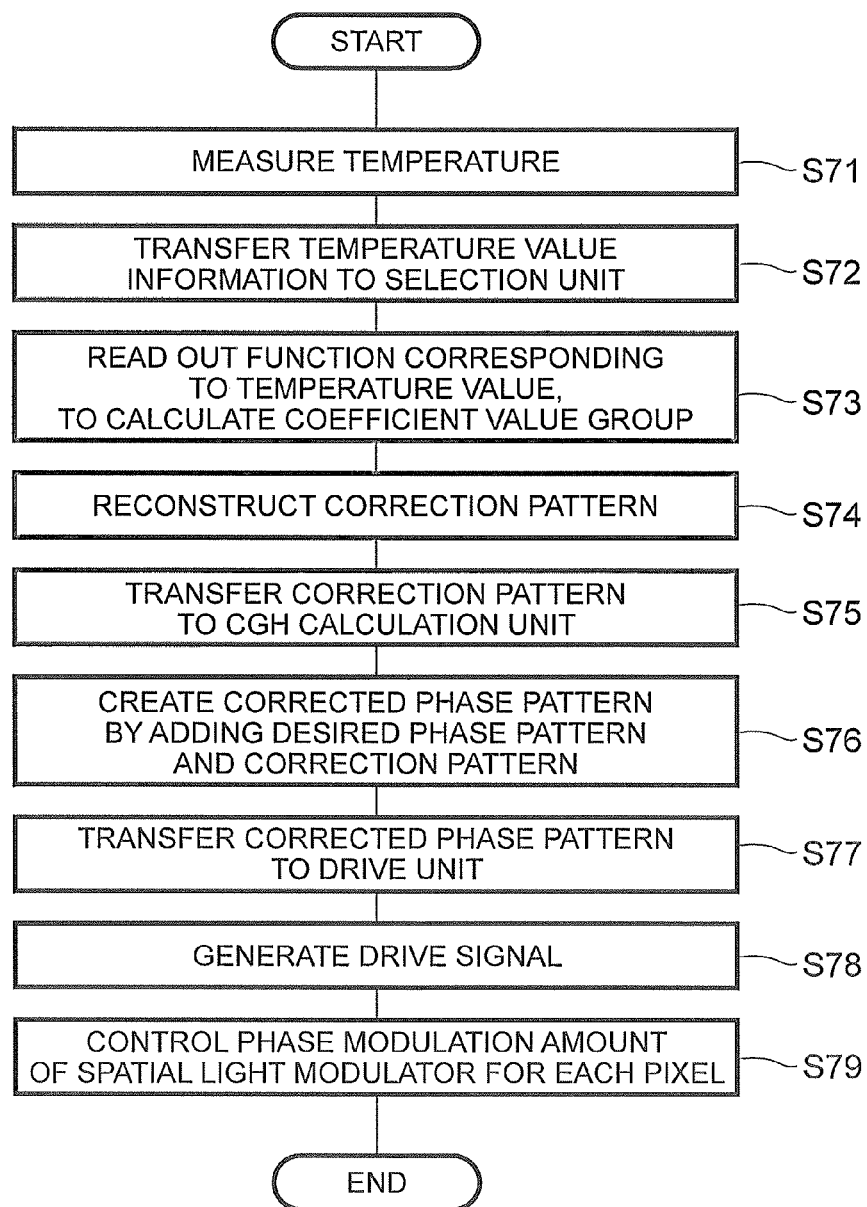 START
MEASURE TEMPERATURE
S71
TRANSFER TEMPERATURE VALUE
INFORMATION TO SELECTION UNIT
S72
READ OUT FUNCTION CORRESPONDING
TO TEMPERATURE VALUE,
TO CALCULATE COEFFICIENT VALUE GROUP
S73
RECONSTRUCT CORRECTION PATTERN
S74
TRANSFER CORRECTION PATTERN
TO CGH CALCULATION UNIT
S75
CREATE CORRECTED PHASE PATTERN
BY ADDING DESIRED PHASE PATTERN
AND CORRECTION PATTERN
S76
TRANSFER CORRECTED PHASE PATTERN
TO DRIVE UNIT
S77
GENERATE DRIVE SIGNAL
S78
CONTROL PHASE MODULATION AMOUNT
OF SPATIAL LIGHT MODULATOR FOR EACH PIXEL
S79
END